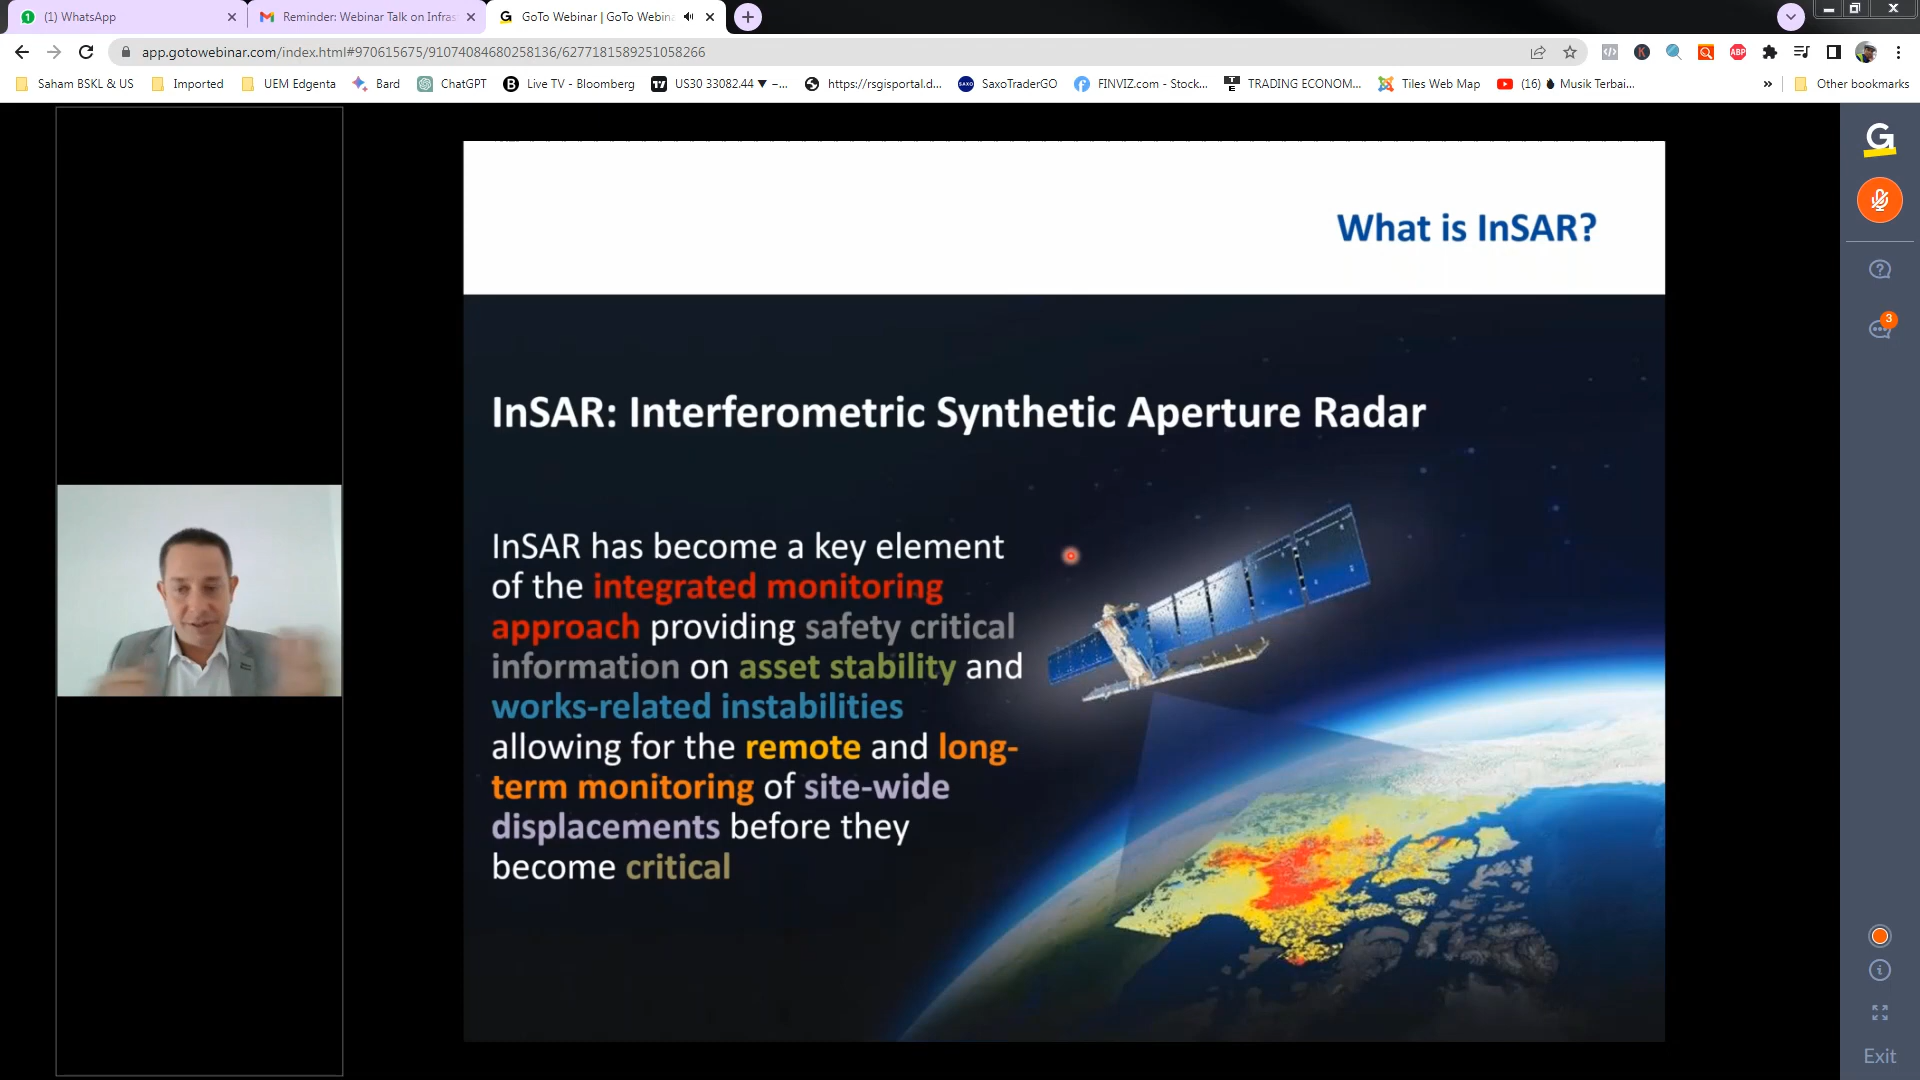 (1) WhatsApp
Reminder: Webinar Talk on Infras
GoTo Webinar | GoTo Webin
app.gotowebinar.com/index.html#970615675/91074084680258136/6277181589251058266
ABP
Saham BSKL & US
Imported
UEM Edgenta
Bard
ChatGPT
Live TV - Bloomberg
US30 33082.44 ▼ –...
https://rsgisportal.d...
SaxoTraderGO
FINVIZ.com - Stock...
TRADING ECONOM...
Tiles Web Map
(16) Musik Terbai...
»
Other bookmarks
What is InSAR?
InSAR: Interferometric Synthetic Aperture Radar
InSAR has become a key element
of the integrated monitoring
approach providing safety critical
information on asset stability and
works-related instabilities
allowing for the remote and long-
term monitoring of site-wide
displacements before they
become critical
G
3
Exit